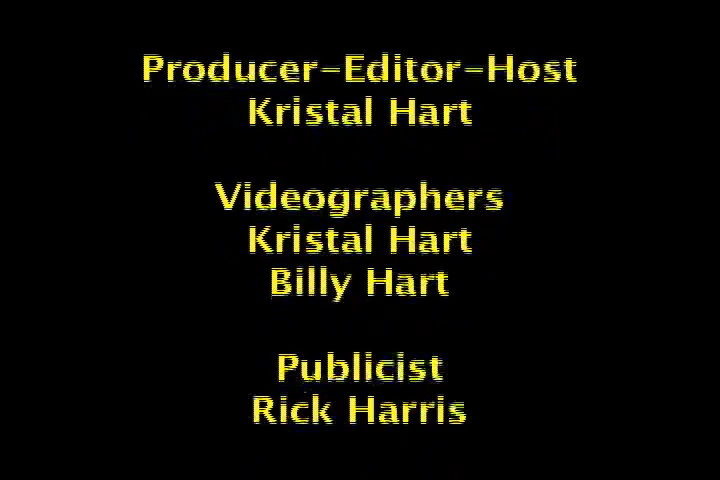 Producer-Editor-Host
Kristal Hart
Videographers
Kristal Hart
Billy Hart
Publicist
Rick Harris